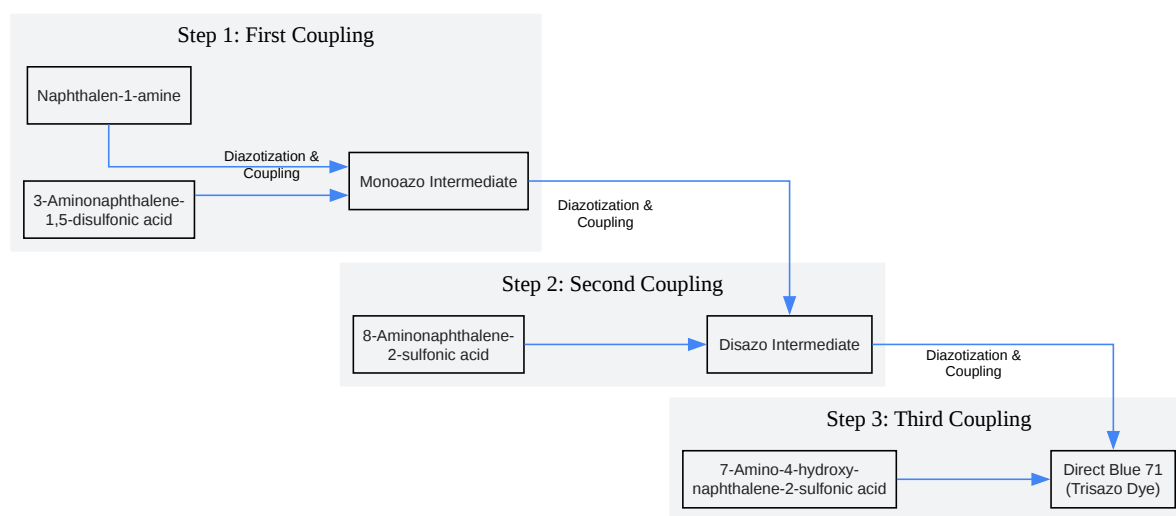 Step 1: First Coupling
Naphthalen-1-amine
Diazotization &
Coupling
3-Aminonaphthalene-
1,5-disulfonic acid
Monoazo Intermediate
Diazotization &
Coupling
Step 2: Second Coupling
8-Aminonaphthalene-
2-sulfonic acid
Disazo Intermediate
Diazotization &
Coupling
Step 3: Third Coupling
7-Amino-4-hydroxy-
naphthalene-2-sulfonic acid
Direct Blue 71
(Trisazo Dye)